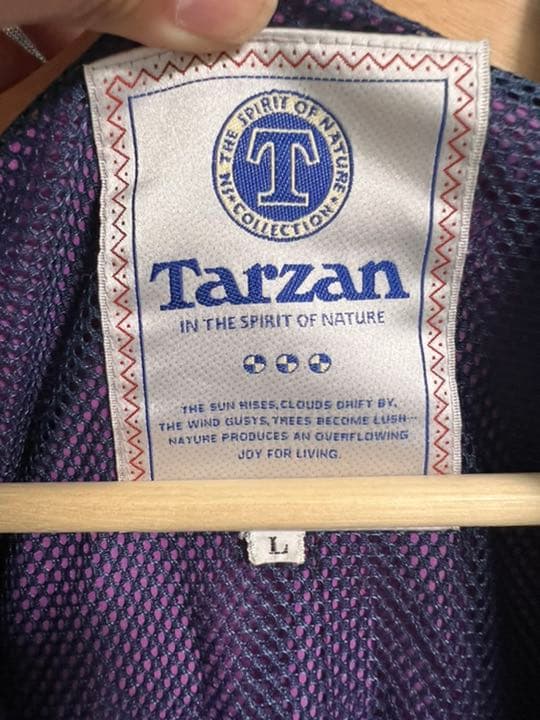 THE SPIRIT OF NATURE
SN★COLLECTION★
T
Tarzan
IN THE SPIRIT OF NATURE
THE SUN RISES, CLOUDS DRIFT BY,
THE WIND GUSTS, TREES BECOME LUSH—
NATURE PRODUCES AN OVERFLOWING
JOY FOR LIVING.
L